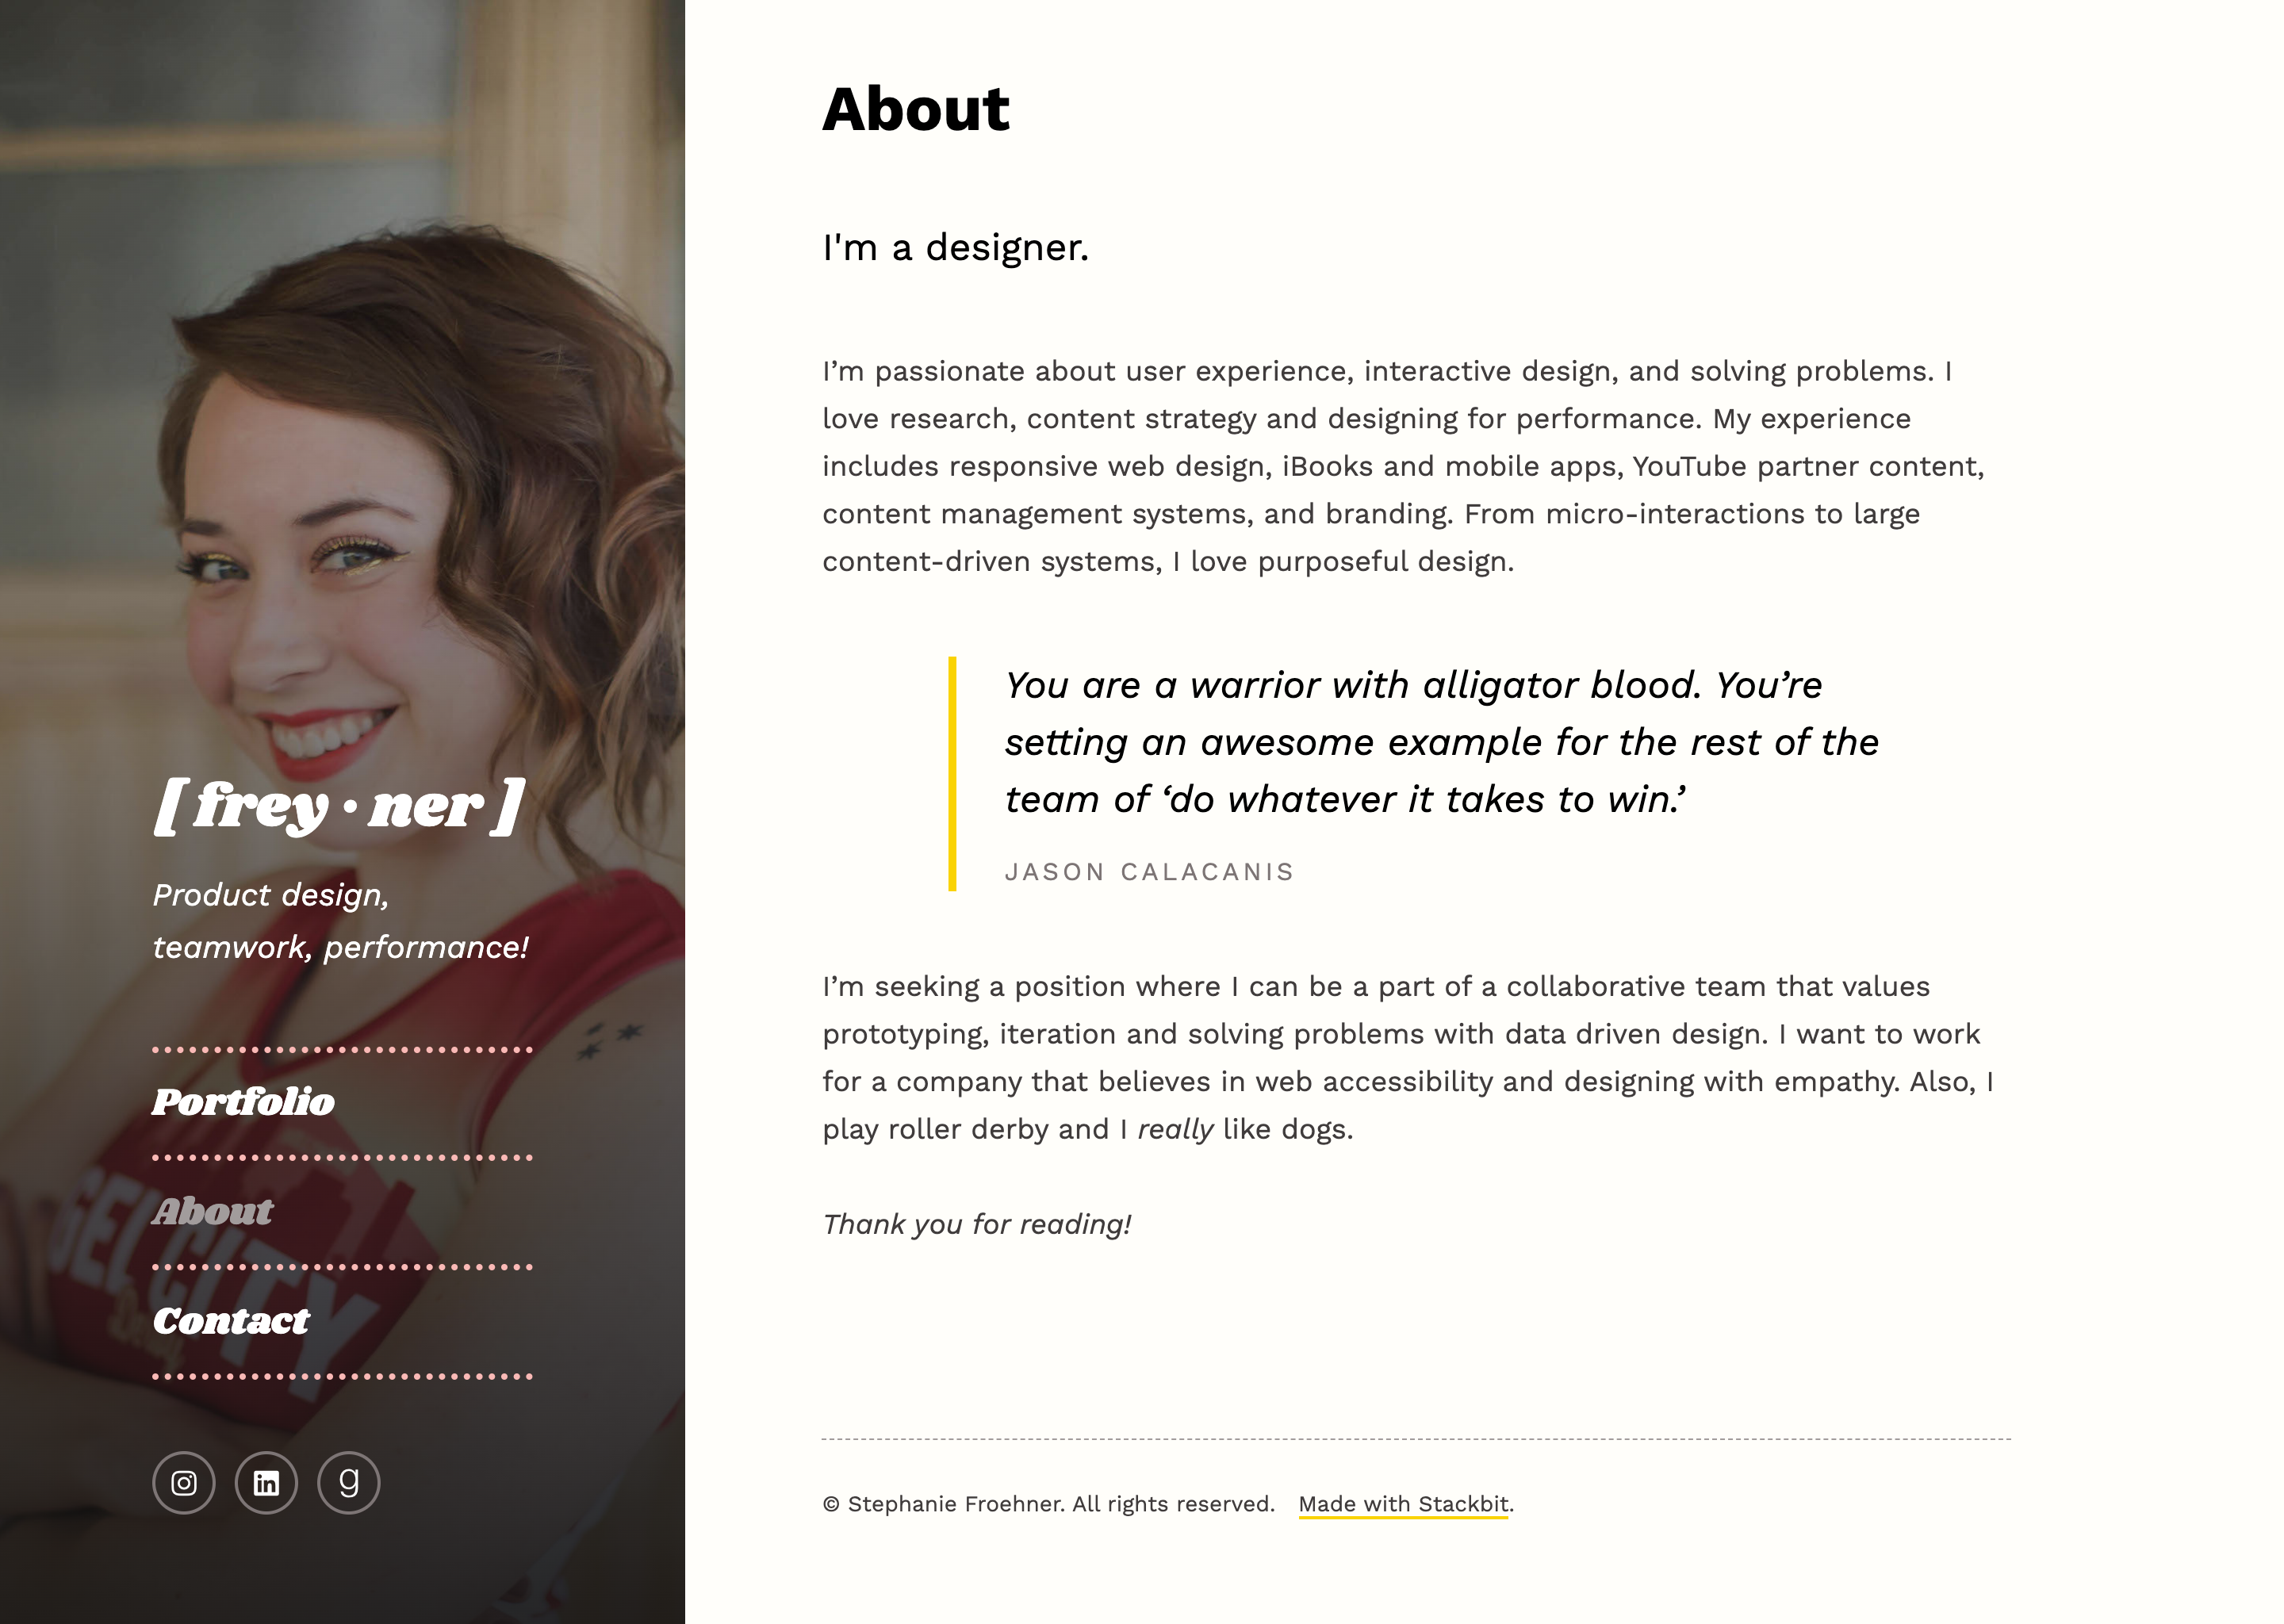 [ frey · ner ]
Product design,
teamwork, performance!
Portfolio
About
Contact
GEL CITY
Derby
in
g
About
I'm a designer.
I’m passionate about user experience, interactive design, and solving problems. I
love research, content strategy and designing for performance. My experience
includes responsive web design, iBooks and mobile apps, YouTube partner content,
content management systems, and branding. From micro-interactions to large
content-driven systems, I love purposeful design.
You are a warrior with alligator blood. You’re
setting an awesome example for the rest of the
team of ‘do whatever it takes to win.’
JASON CALACANIS
I’m seeking a position where I can be a part of a collaborative team that values
prototyping, iteration and solving problems with data driven design. I want to work
for a company that believes in web accessibility and designing with empathy. Also, I
play roller derby and I really like dogs.
Thank you for reading!
© Stephanie Froehner. All rights reserved. Made with Stackbit.